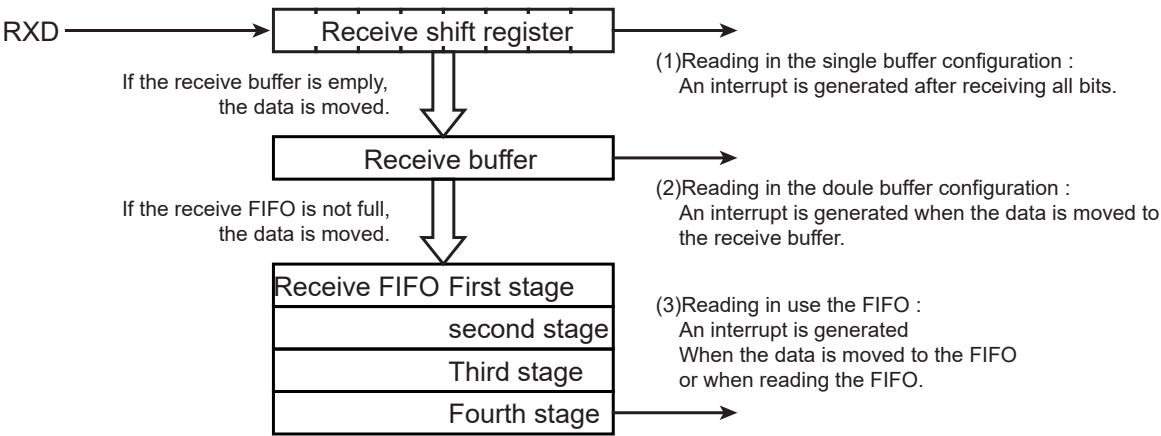 RXD
Receive shift register
(1)Reading in the single buffer configuration :
An interrupt is generated after receiving all bits.
If the receive buffer is emply,
the data is moved.
Receive buffer
(2)Reading in the doule buffer configuration :
An interrupt is generated when the data is moved to
the receive buffer.
If the receive FIFO is not full,
the data is moved.
Receive FIFO First stage
second stage
Third stage
Fourth stage
(3)Reading in use the FIFO :
An interrupt is generated
When the data is moved to the FIFO
or when reading the FIFO.